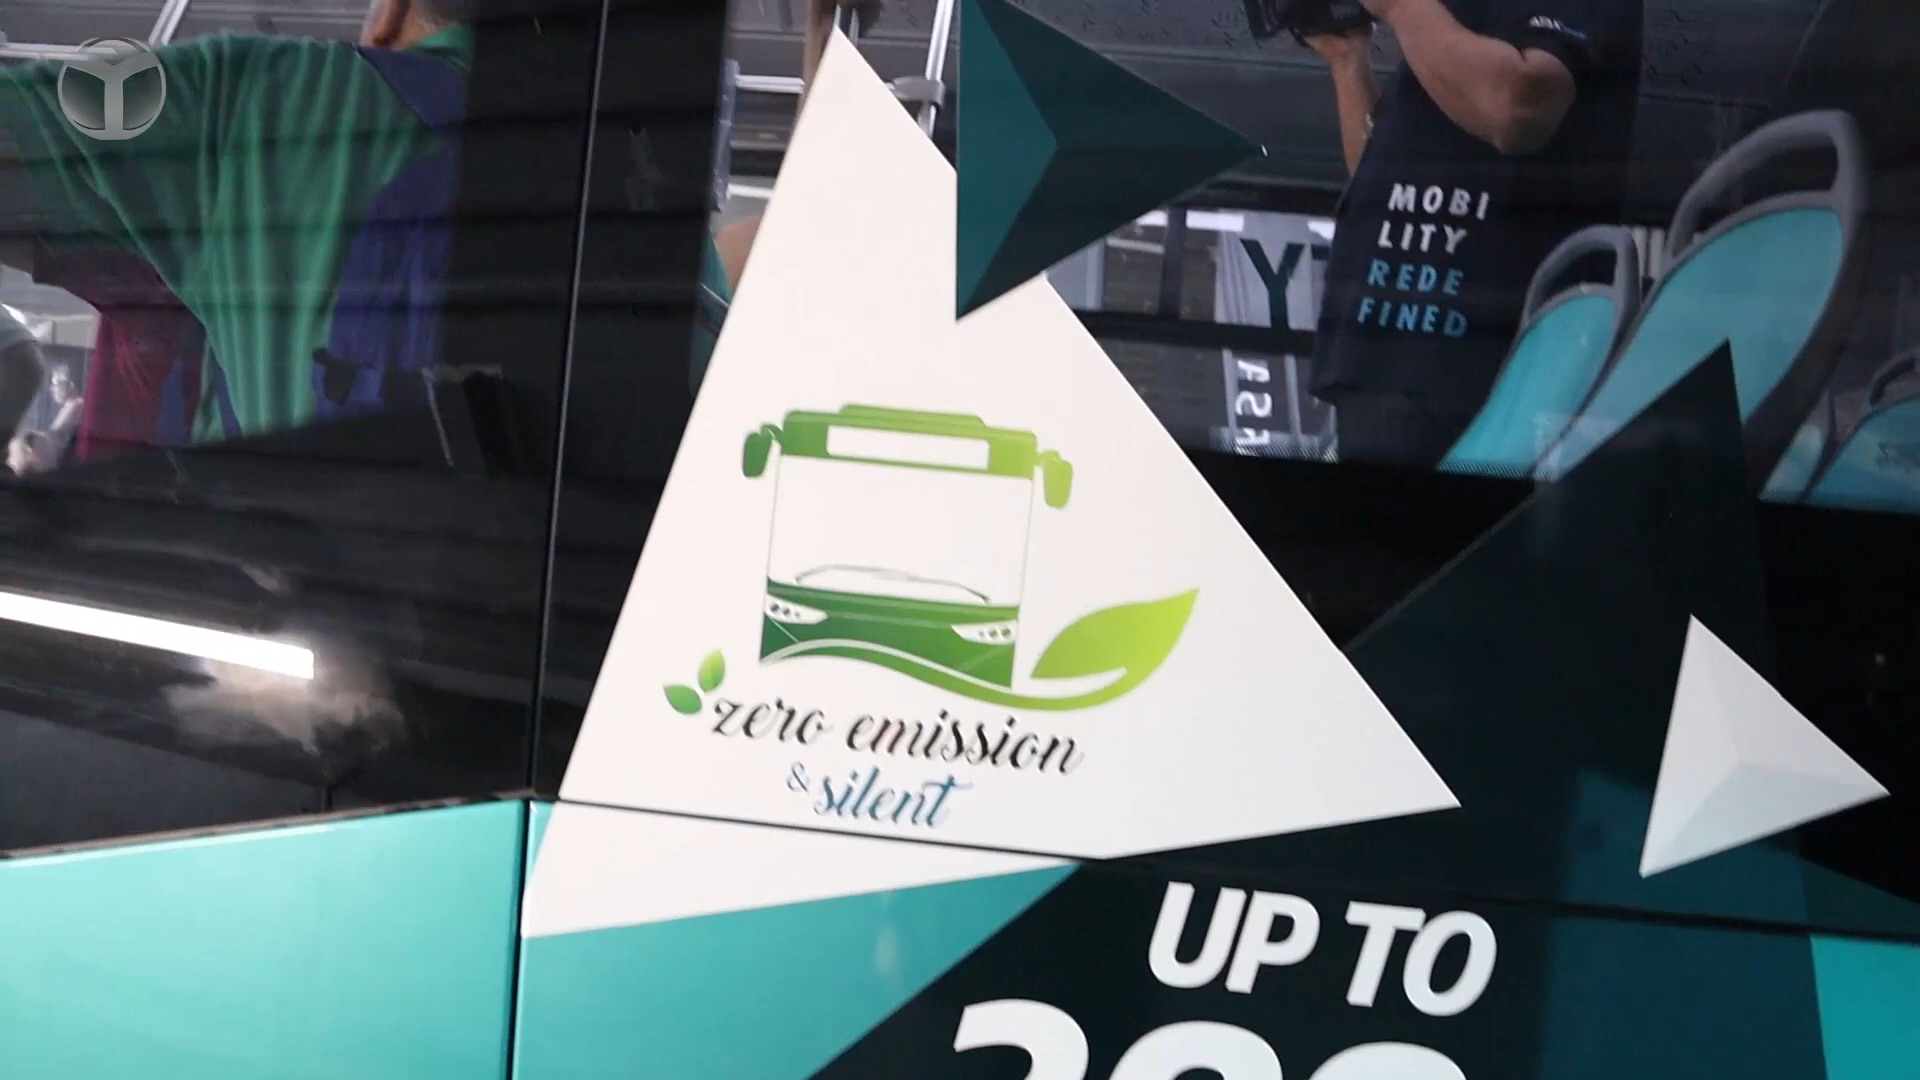 MOBI
LITY
REDE
FINED
zero emission
& silent
UP TO